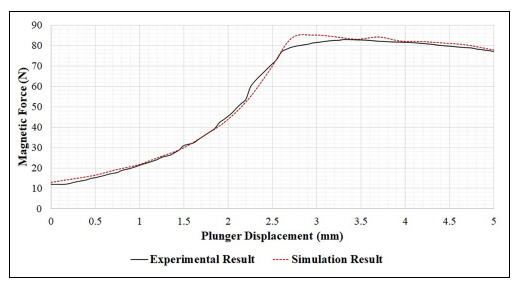 90
80
70
60
50
40
30
20
10
0
Magnetic Force (N)
0 0.5 1 1.5 2 2.5 3 3.5 4 4.5 5
Plunger Displacement (mm)
Experimental Result Simulation Result